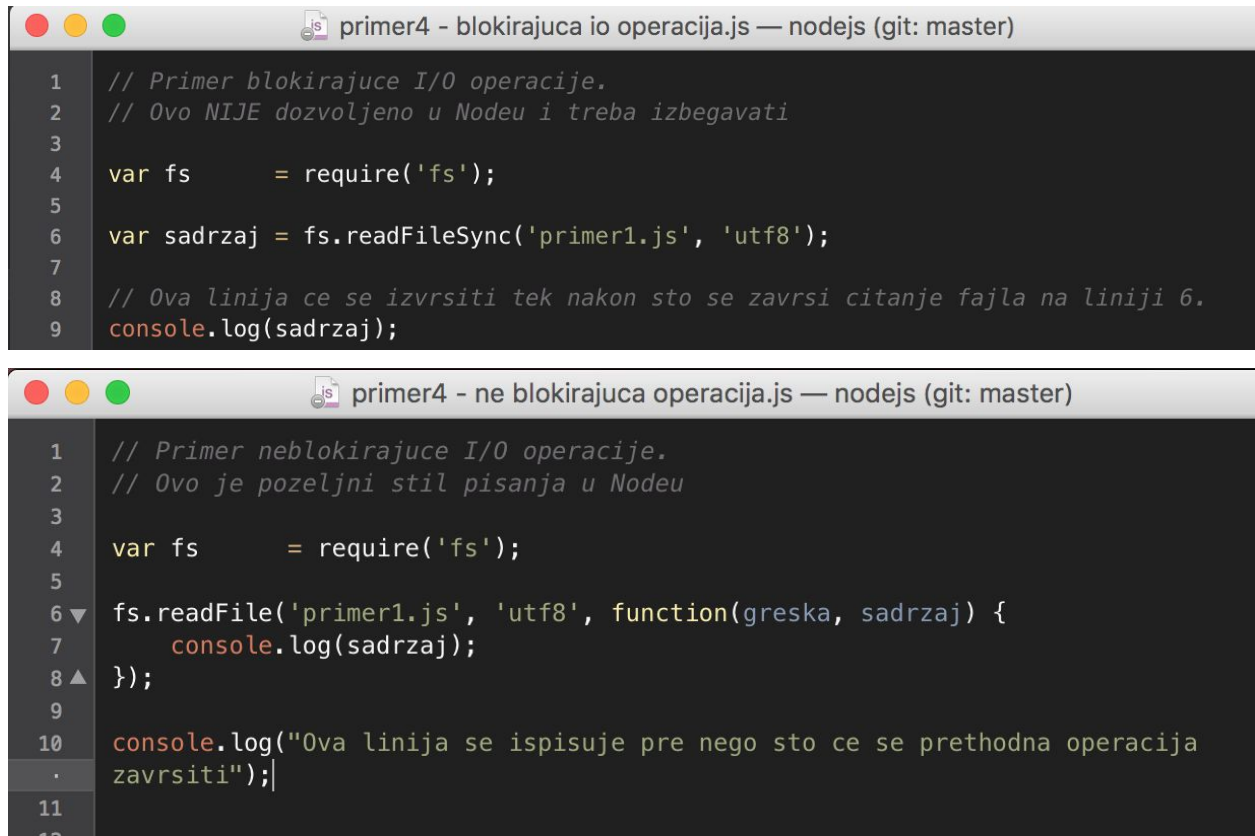 primer4 - blokirajuca io operacija.js — nodejs (git: master)
1 // Primer blokirajuce I/O operacije.
2 // Ovo NIJE dozvoljeno u Nodeu i treba izbegavati
3
4 var fs      = require('fs');
5
6 var sadrzaj = fs.readFileSync('primer1.js', 'utf8');
7
8 // Ova linija ce se izvrsiti tek nakon sto se zavrsi citanje fajla na liniji 6.
9 console.log(sadrzaj);
primer4 - ne blokirajuca operacija.js — nodejs (git: master)
1 // Primer neblokirajuce I/O operacije.
2 // Ovo je pozeljni stil pisanja u Nodeu
3
4 var fs      = require('fs');
5
6 fs.readFile('primer1.js', 'utf8', function(greska, sadrzaj) {
7     console.log(sadrzaj);
8 });
9
10 console.log("Ova linija se ispisuje pre nego sto ce se prethodna operacija
· zavrsiti");
11